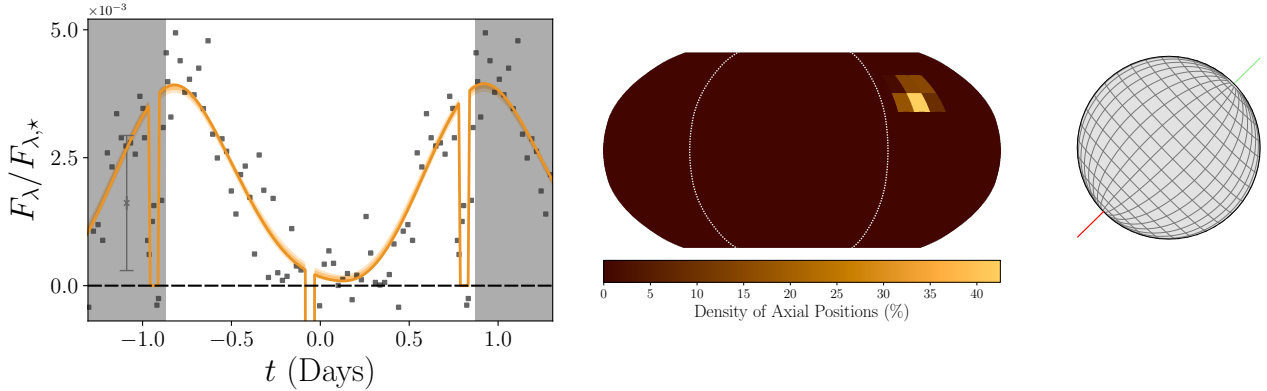 ×10⁻³
5.0
2.5
0.0
F_λ/F_{λ,⋆}
−1.0 −0.5 0.0 0.5 1.0
t (Days)
0 5 10 15 20 25 30 35 40
Density of Axial Positions (%)